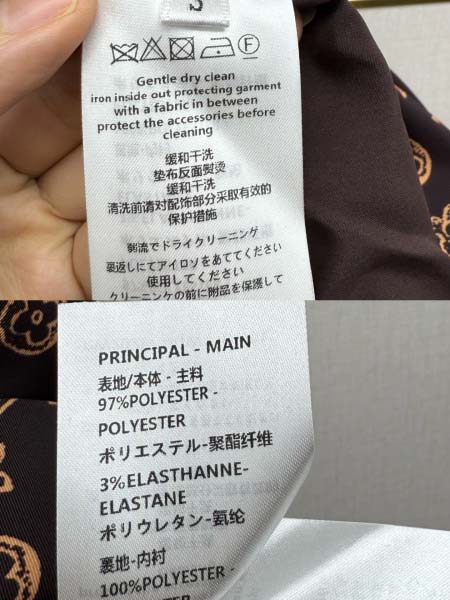 S
F
Gentle dry clean
iron inside out protecting garment
with a fabric in between
protect the accessories before
cleaning
缓和干洗
垫布反面熨烫
缓和干洗
清洗前请对配饰部分采取有效的
保护措施
弱流でドライクリーニング
裏返しにてアイロソをあててください
使用してください
クリーニンケの前に附品を保護して
PRINCIPAL - MAIN
表地/本体 - 主料
97%POLYESTER -
POLYESTER
ポリエステル-聚酯纤维
3%ELASTHANNE-
ELASTANE
ポリウレタン-氨纶
裏地-内衬
100%POLYESTER -